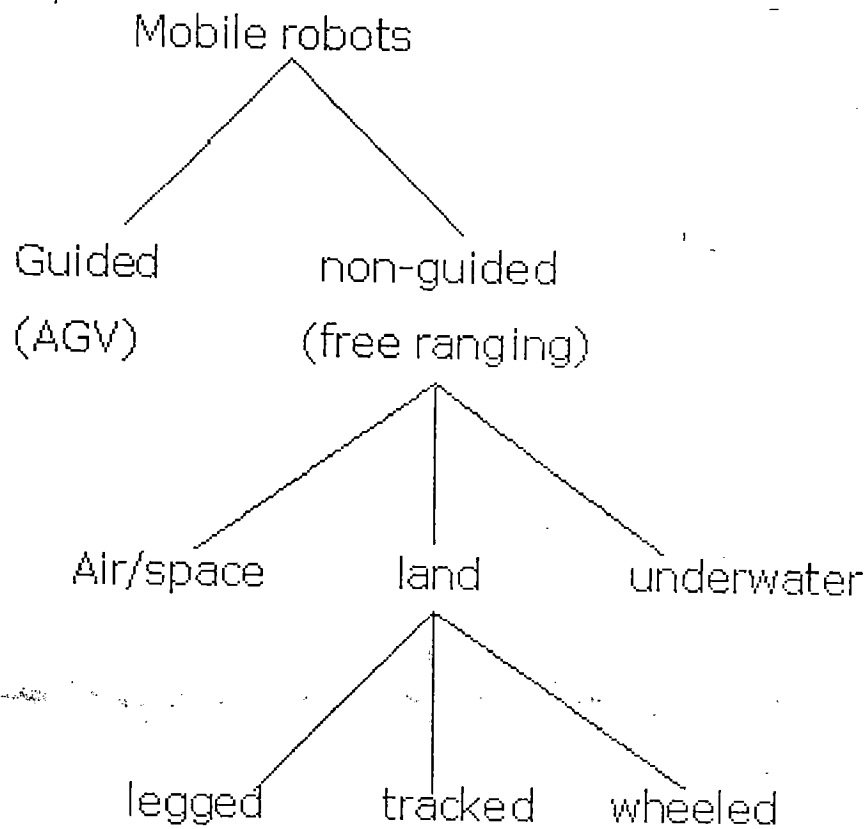 Mobile robots
Guided non-guided
(AGV) (free ranging)
Air/space land underwater
legged tracked wheeled